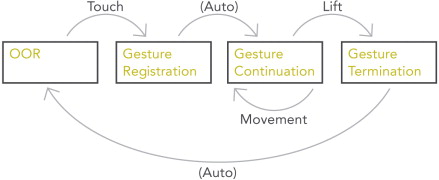 Touch
(Auto)
Lift
OOR
Gesture
Registration
Gesture
Continuation
Gesture
Termination
Movement
(Auto)